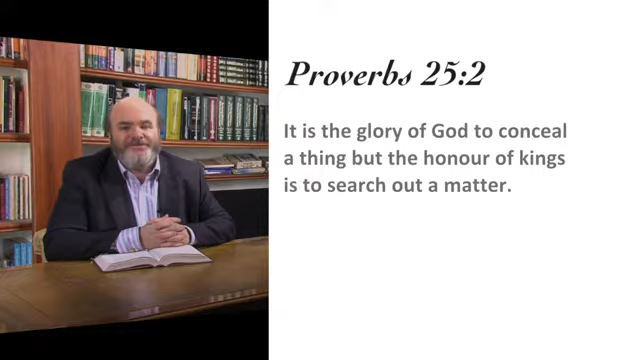 Proverbs 25:2
It is the glory of God to conceal
a thing but the honour of kings
is to search out a matter.